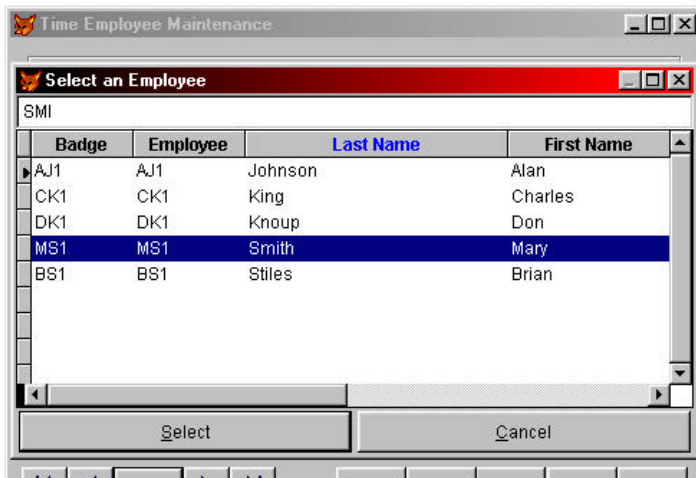 Time Employee Maintenance
Select an Employee
SMI
Badge Employee Last Name First Name
AJ1 AJ1 Johnson Alan
CK1 CK1 King Charles
DK1 DK1 Knoup Don
MS1 MS1 Smith Mary
BS1 BS1 Stiles Brian
Select Cancel